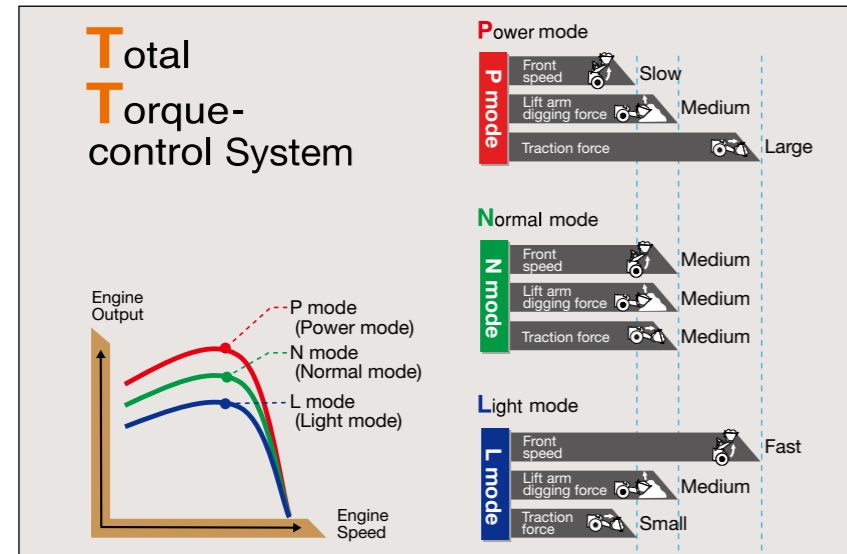 Total
Torque-
control System
Engine
Output
P mode
(Power mode)
N mode
(Normal mode)
L mode
(Light mode)
Engine
Speed
Power mode
P mode
Front
speed
Slow
Lift arm
digging force
Medium
Traction force
Large
Normal mode
N mode
Front
speed
Medium
Lift arm
digging force
Medium
Traction force
Medium
Light mode
L mode
Front
speed
Fast
Lift arm
digging force
Medium
Traction
force
Small